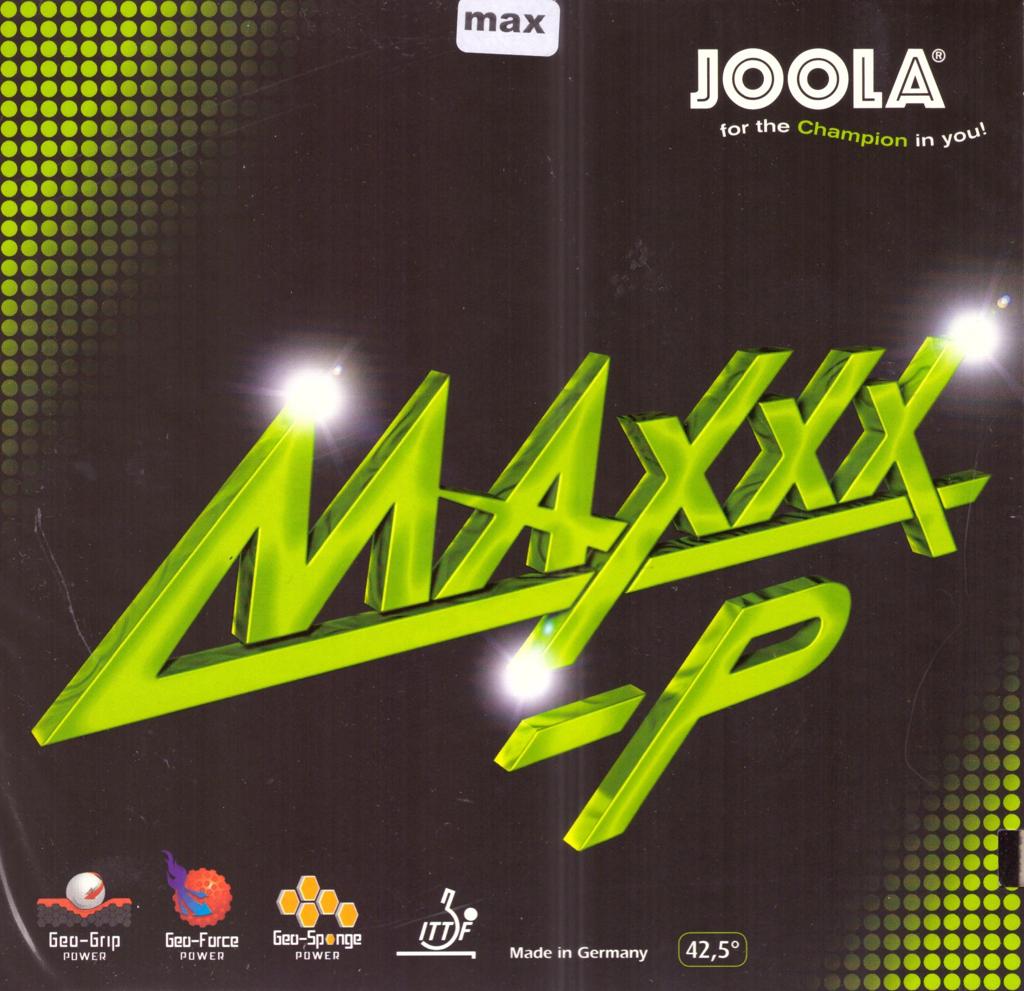 max
JOOLA®
for the Champion in you!
MAXXX
-P
Geo-Grip
POWER
Geo-Force
POWER
Geo-Sponge
POWER
ITTF
Made in Germany
42,5°